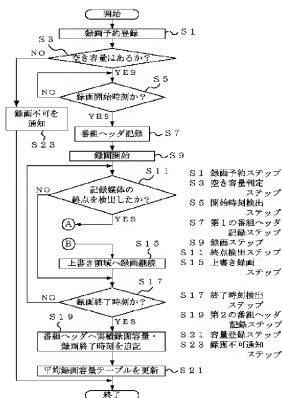 開始
録画予約登録
S1
S3
空き容量はあるか？
NO
YES
S5
録画開始時刻か？
NO
YES
録画不可を
通知
S23
番組ヘッダ記録
S7
録画開始
S9
S11
記録媒体の
終点を検出したか？
NO
YES
A
B
S15
上書き領域へ録画継続
S17
録画終了時刻か？
NO
YES
S19
番組ヘッダへ実績録画容量・
録画終了時刻を追記
平均録画容量テーブルを更新
S21
終了
S1 録画予約ステップ
S3 空き容量判定
ステップ
S5 開始時刻検出
ステップ
S7 第1の番組ヘッダ
記録ステップ
S9 録画ステップ
S11 終点検出ステップ
S15 上書き録画
ステップ
S17 終了時刻検出
ステップ
S19 第2の番組ヘッダ
記録ステップ
S21 容量登録ステップ
S23 録画不可通知
ステップ